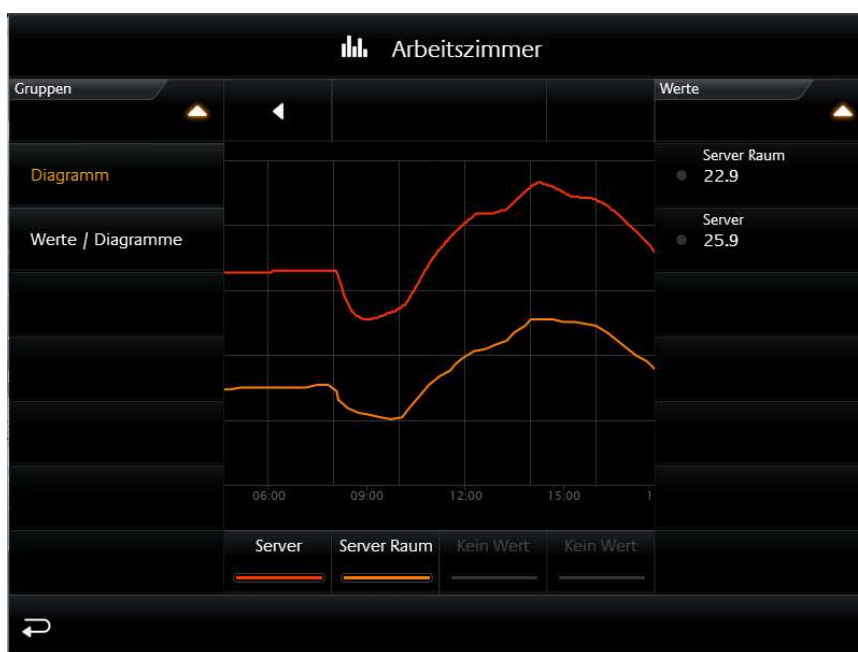 Arbeitszimmer
Gruppen
Werte
Diagramm
Werte / Diagramme
Server Raum
22.9
Server
25.9
06:00
09:00
12:00
15:00
1
Server
Server Raum
Kein Wert
Kein Wert